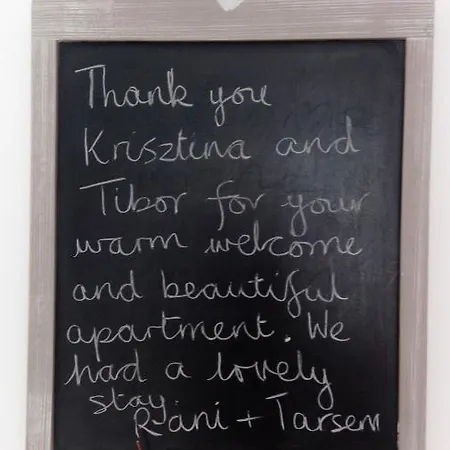 Thank you
Krisztina and
Tibor for your
warm welcome
and beautiful
apartment. We
had a lovely
stay.
Rani + Tarsem